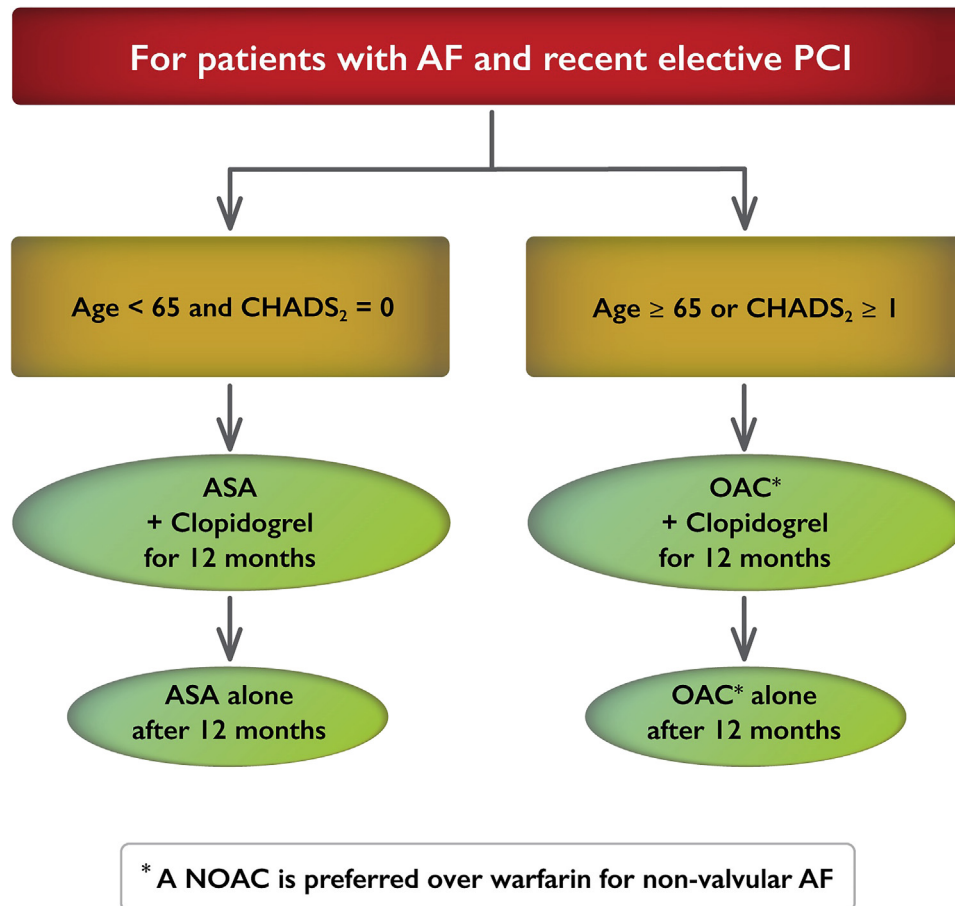 For patients with AF and recent elective PCI
Age < 65 and CHADS₂ = 0
Age ≥ 65 or CHADS₂ ≥ 1
ASA
+ Clopidogrel
for 12 months
OAC*
+ Clopidogrel
for 12 months
ASA alone
after 12 months
OAC* alone
after 12 months
* A NOAC is preferred over warfarin for non-valvular AF